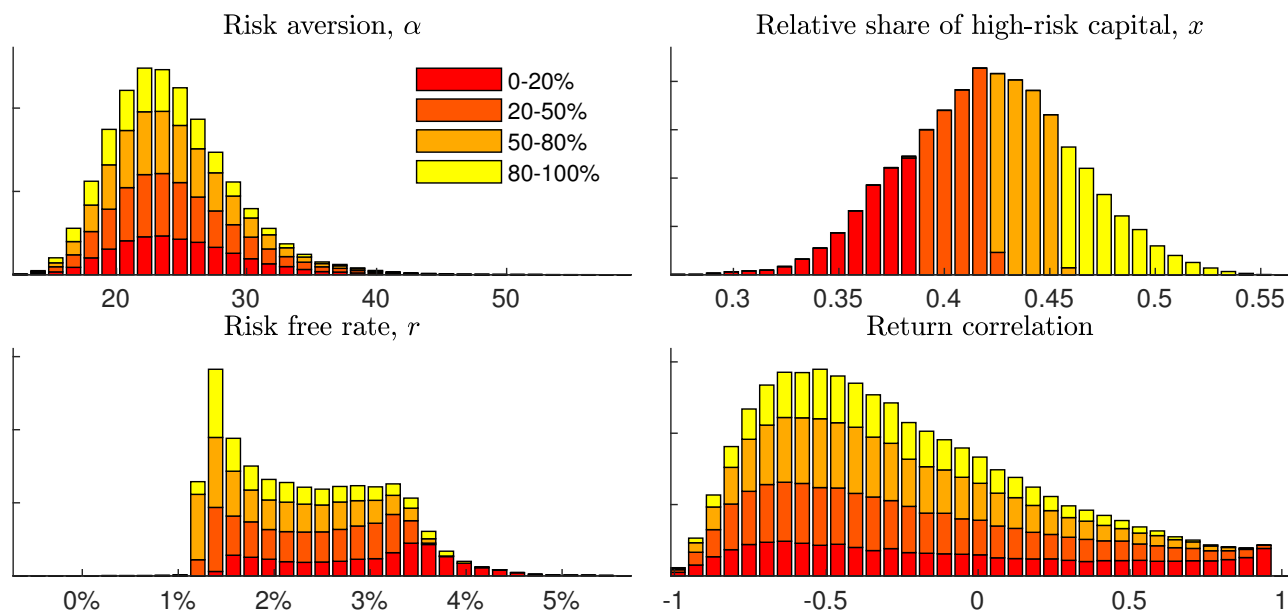 Risk aversion, α
0-20%
20-50%
50-80%
80-100%
20 30 40 50
Relative share of high-risk capital, x
0.3 0.35 0.4 0.45 0.5 0.55
Risk free rate, r
0% 1% 2% 3% 4% 5%
Return correlation
-1 -0.5 0 0.5 1